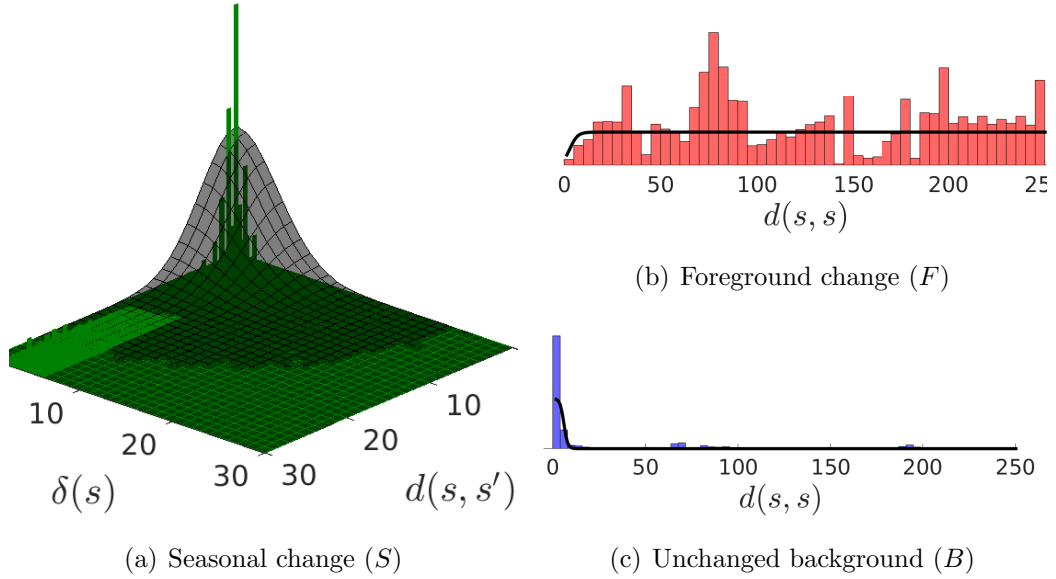 10
20
30
δ(s)
30
20
10
d(s, s′)
(a) Seasonal change (S)
0 50 100 150 200 25
d(s, s)
(b) Foreground change (F)
0 50 100 150 200 250
d(s, s)
(c) Unchanged background (B)